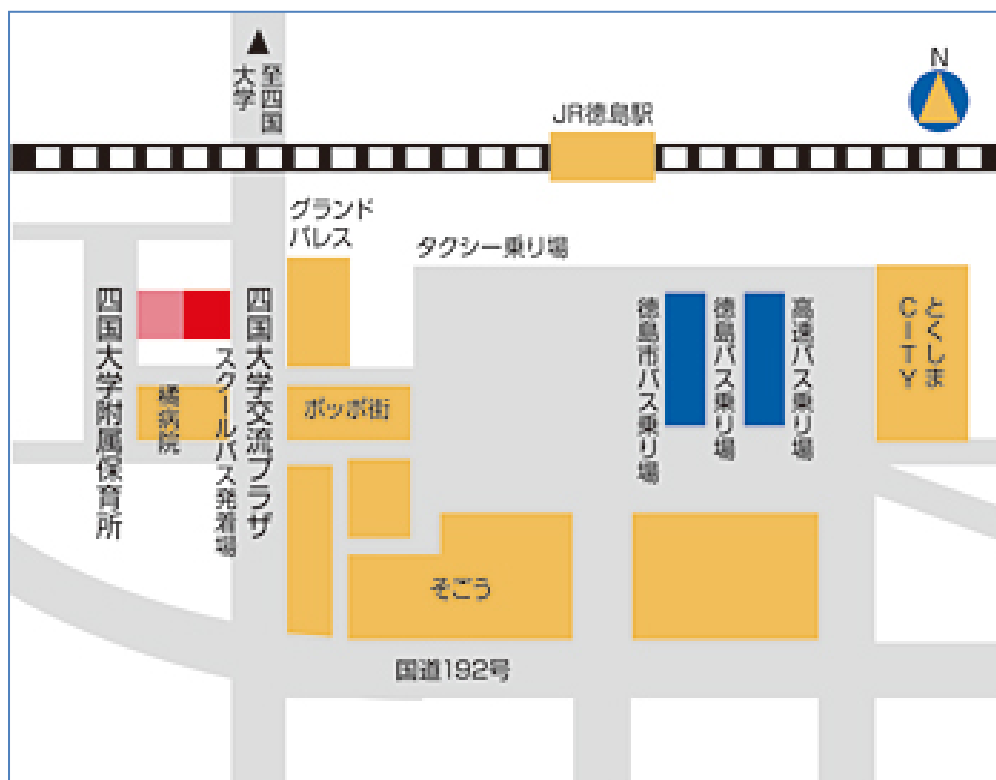 N
至四国
大学
JR徳島駅
グランド
パレス
タクシー乗り場
四国大学附属保育所
橘病院
スクールバス発着場
四国大学交流プラザ
ポッポ街
徳島市バス乗り場
徳島バス乗り場
高速バス乗り場
とくしま
CITY
そごう
国道192号